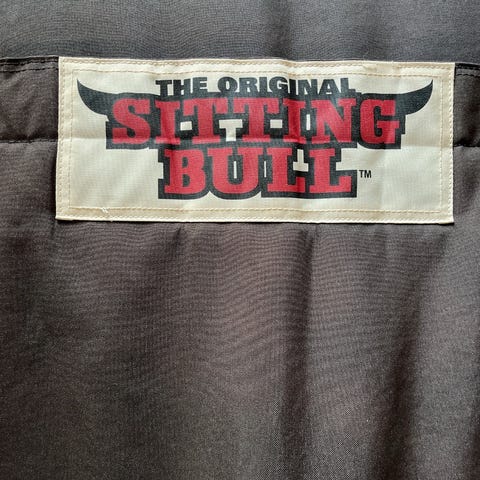 THE ORIGINAL
SITTING
BULL™